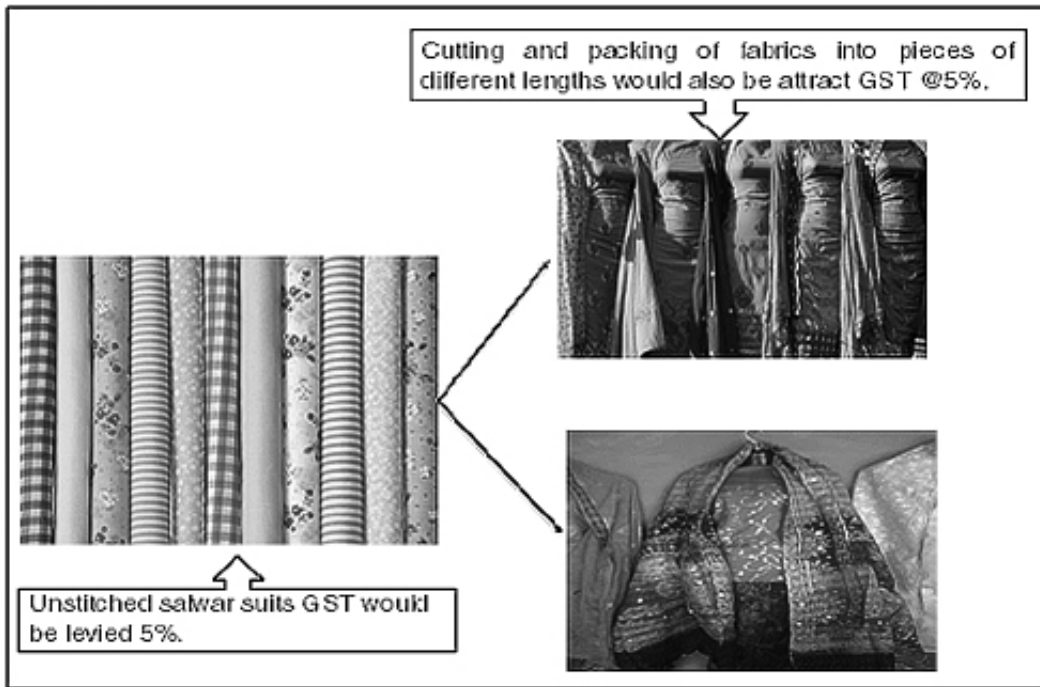 Cutting and packing of fabrics into pieces of
different lengths would also be attract GST @5%.
Unstitched salwar suits GST would
be levied 5%.